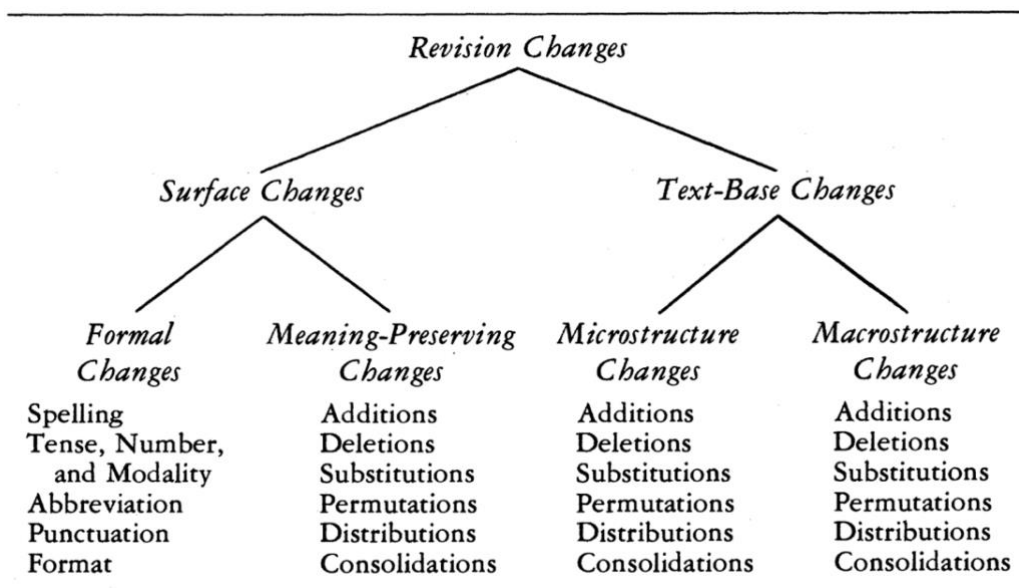 Revision Changes
Surface Changes
Text-Base Changes
Formal
Changes
Spelling
Tense, Number,
and Modality
Abbreviation
Punctuation
Format
Meaning-Preserving
Changes
Additions
Deletions
Substitutions
Permutations
Distributions
Consolidations
Microstructure
Changes
Additions
Deletions
Substitutions
Permutations
Distributions
Consolidations
Macrostructure
Changes
Additions
Deletions
Substitutions
Permutations
Distributions
Consolidations